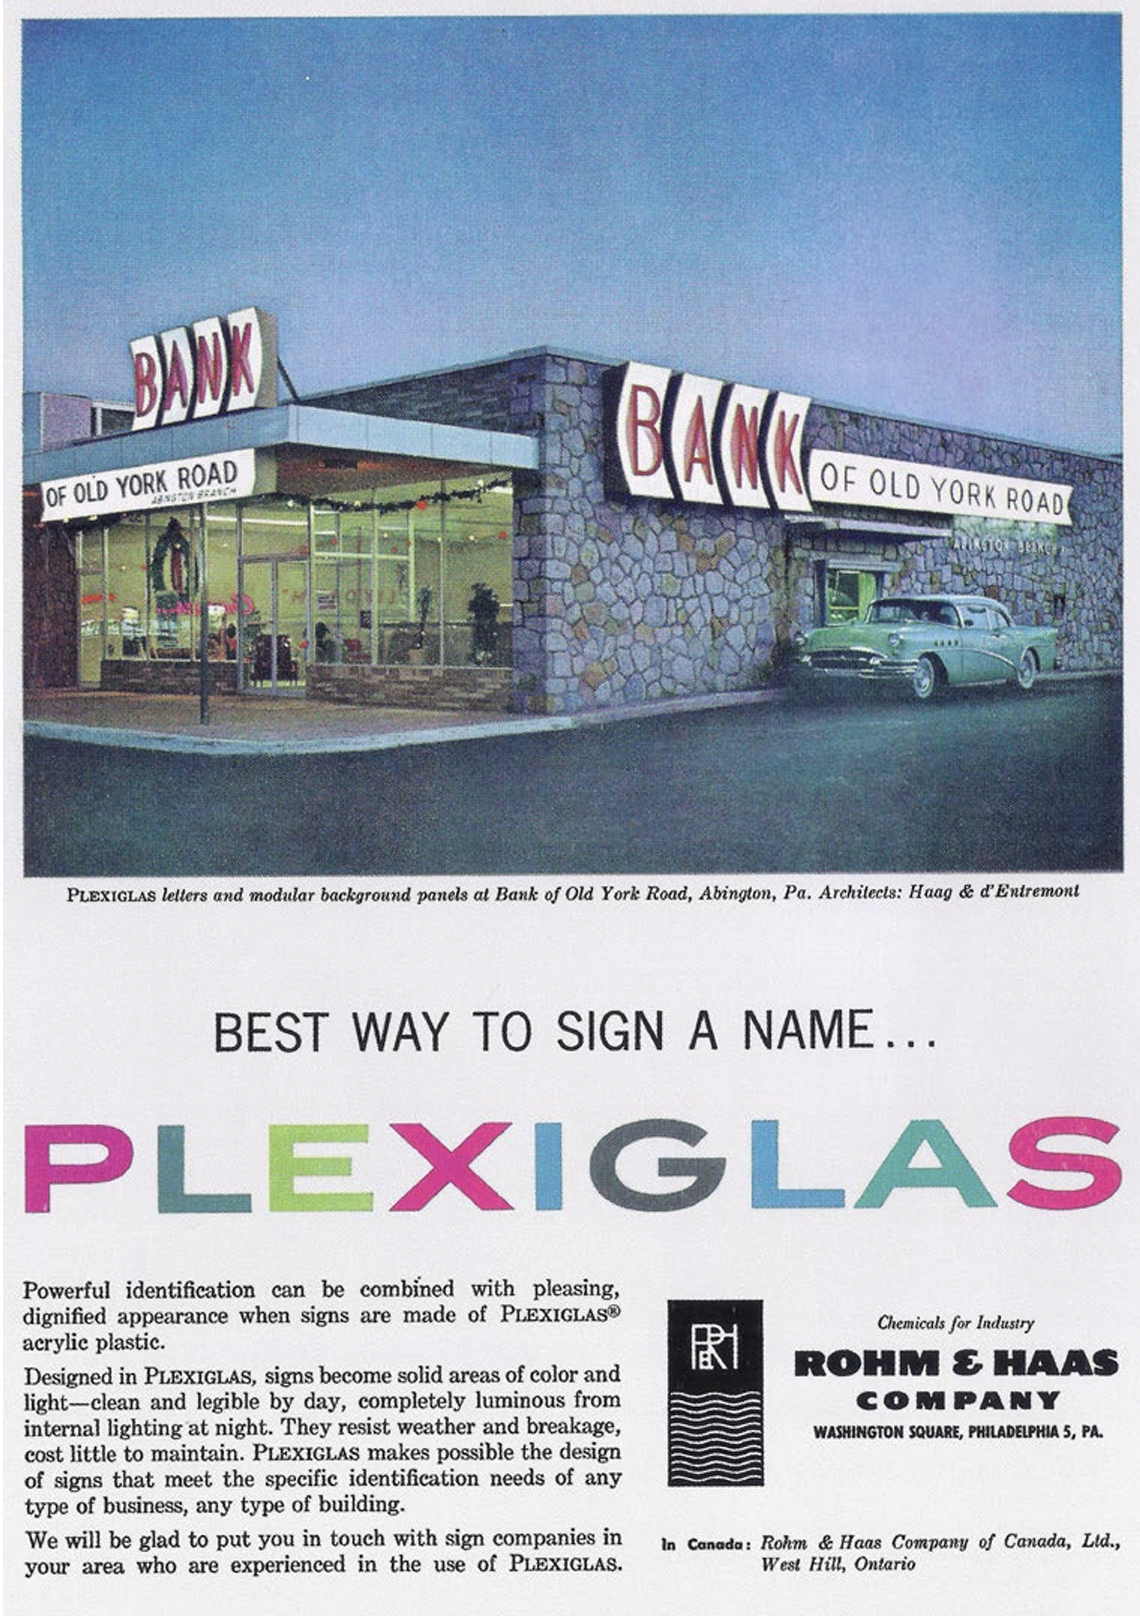 BANK
OF OLD YORK ROAD
ABINGTON BRANCH
BANK
OF OLD YORK ROAD
ABINGTON BRANCH
PLEXIGLAS letters and modular background panels at Bank of Old York Road, Abington, Pa. Architects: Haag & d'Entremont
BEST WAY TO SIGN A NAME...
PLEXIGLAS
Powerful identification can be combined with pleasing,
dignified appearance when signs are made of PLEXIGLAS®
acrylic plastic.
Designed in PLEXIGLAS, signs become solid areas of color and
light—clean and legible by day, completely luminous from
internal lighting at night. They resist weather and breakage,
cost little to maintain. PLEXIGLAS makes possible the design
of signs that meet the specific identification needs of any
type of business, any type of building.
We will be glad to put you in touch with sign companies in
your area who are experienced in the use of PLEXIGLAS.
Chemicals for Industry
ROHM & HAAS
COMPANY
WASHINGTON SQUARE, PHILADELPHIA 5, PA.
In Canada: Rohm & Haas Company of Canada, Ltd.,
West Hill, Ontario